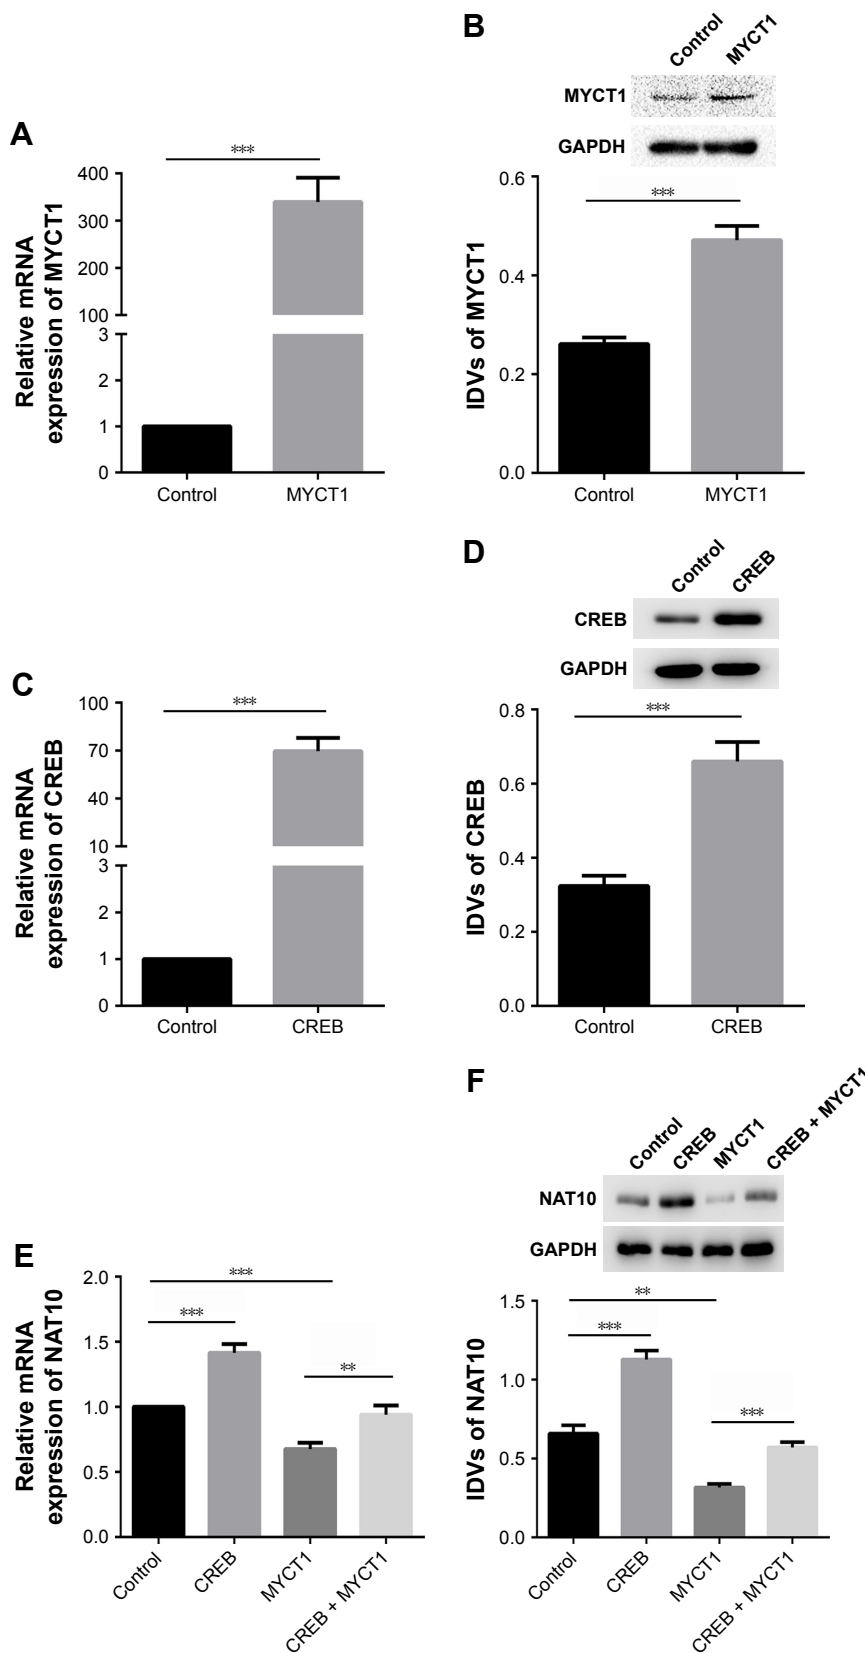 A
***
Relative mRNA
expression of MYCT1
400
300
200
100
3
2
1
0
Control
MYCT1
B
Control
MYCT1
MYCT1
GAPDH
***
IDVs of MYCT1
0.6
0.4
0.2
0.0
Control
MYCT1
C
***
Relative mRNA
expression of CREB
100
70
40
10
3
2
1
0
Control
CREB
D
Control
CREB
CREB
GAPDH
***
IDVs of CREB
0.8
0.6
0.4
0.2
0.0
Control
CREB
E
***
***
**
Relative mRNA
expression of NAT10
2.0
1.5
1.0
0.5
0.0
Control
CREB
MYCT1
CREB + MYCT1
F
Control
CREB
MYCT1
CREB + MYCT1
NAT10
GAPDH
**
***
***
IDVs of NAT10
1.5
1.0
0.5
0.0
Control
CREB
MYCT1
CREB + MYCT1